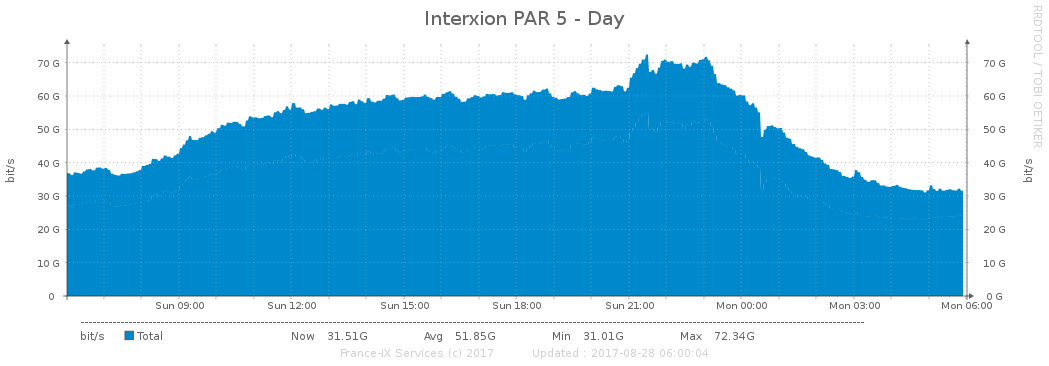 Interxion PAR 5 - Day
RRDTOOL / TOBI OETIKER
bit/s
70 G 70 G
60 G 60 G
50 G 50 G
40 G 40 G
30 G 30 G
20 G 20 G
10 G 10 G
0 0 G
bit/s
Sun 09:00 Sun 12:00 Sun 15:00 Sun 18:00 Sun 21:00 Mon 00:00 Mon 03:00 Mon 06:00
bit/s Total Now 31.51G Avg 51.85G Min 31.01G Max 72.34G
France-IX Services (c) 2017 Updated : 2017-08-28 06:00:04